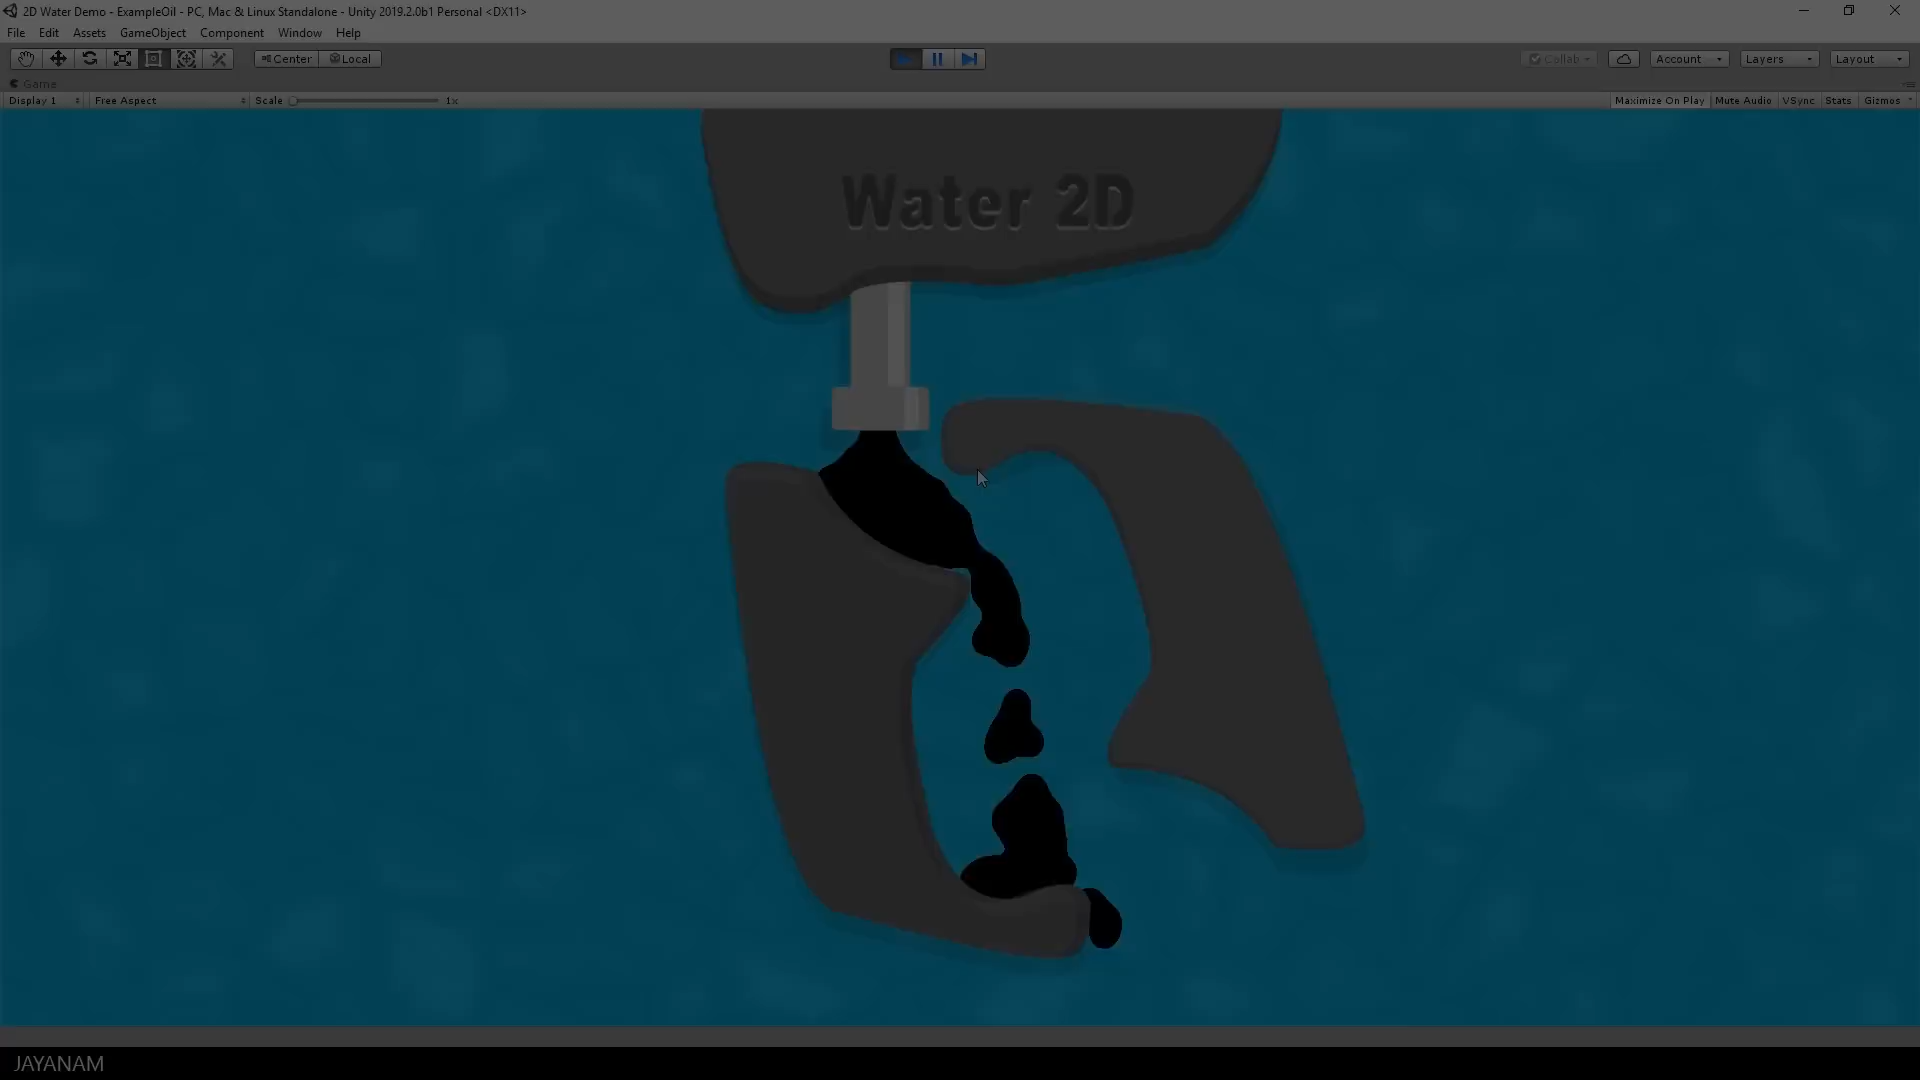 2D Water Demo - ExampleOil - PC, Mac & Linux Standalone - Unity 2019.2.0b1 Personal <DX11>
File Edit Assets GameObject Component Window Help
Center Local Collab Account Layers Layout
Game
Display 1 Free Aspect Scale 1x Maximize On Play Mute Audio VSync Stats Gizmos
Water 2D
JAYANAM